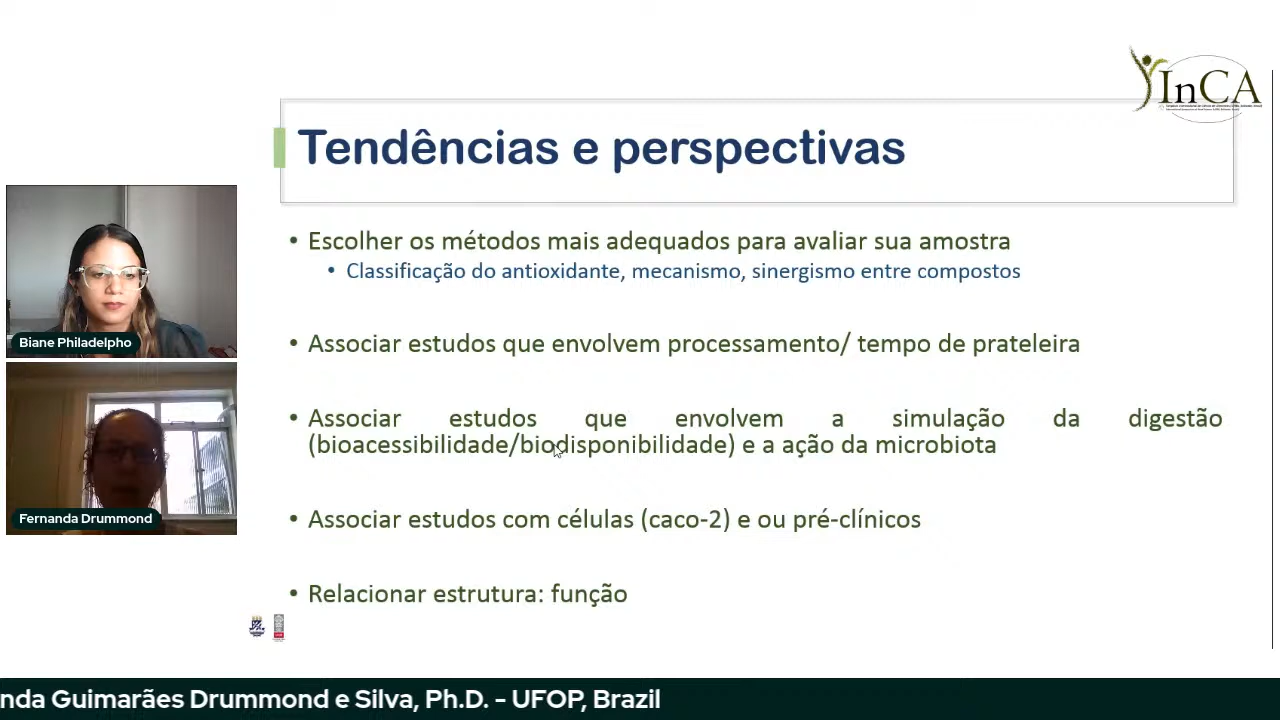 InCA
Tendências e perspectivas
• Escolher os métodos mais adequados para avaliar sua amostra
• Classificação do antioxidante, mecanismo, sinergismo entre compostos
• Associar estudos que envolvem processamento/ tempo de prateleira
• Associar estudos que envolvem a simulação da digestão
(bioacessibilidade/biodisponibilidade) e a ação da microbiota
• Associar estudos com células (caco-2) e ou pré-clínicos
• Relacionar estrutura: função
Biane Philadelpho
Fernanda Drummond
nda Guimarães Drummond e Silva, Ph.D. - UFOP, Brazil